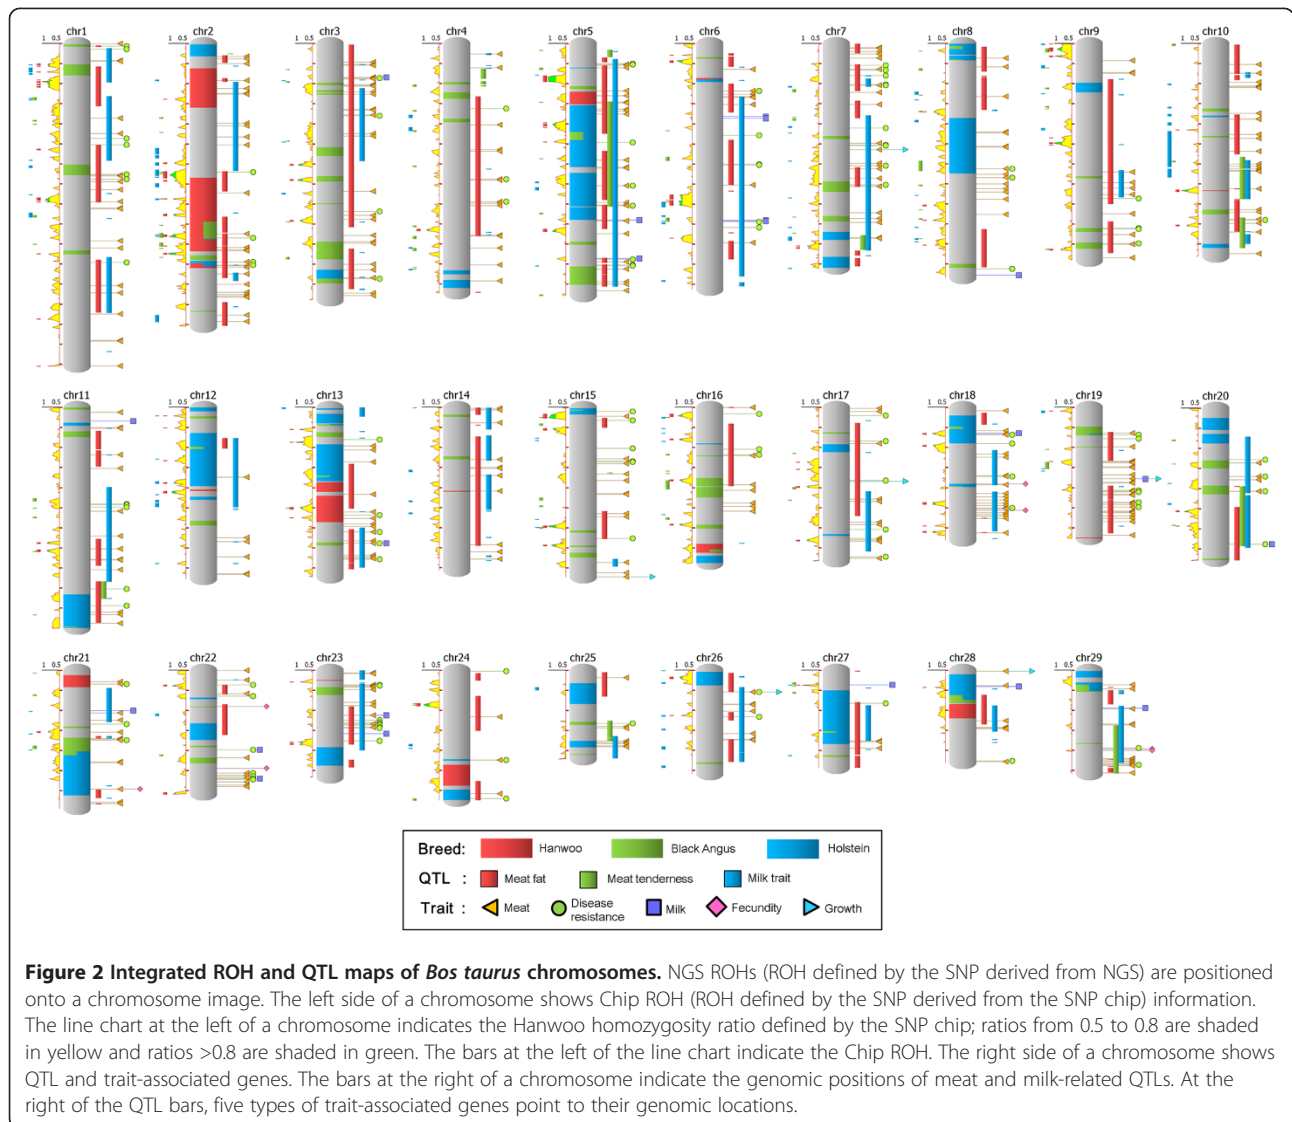 chr1 chr2 chr3 chr4 chr5 chr6 chr7 chr8 chr9 chr10
1 0.5 1 0.5 1 0.5 1 0.5 1 0.5 1 0.5 1 0.5 1 0.5 1 0.5 1 0.5
chr11 chr12 chr13 chr14 chr15 chr16 chr17 chr18 chr19 chr20
1 0.5 1 0.5 1 0.5 1 0.5 1 0.5 1 0.5 1 0.5 1 0.5 1 0.5 1 0.5
chr21 chr22 chr23 chr24 chr25 chr26 chr27 chr28 chr29
1 0.5 1 0.5 1 0.5 1 0.5 1 0.5 1 0.5 1 0.5 1 0.5 1 0.5
Breed: Hanwoo Black Angus Holstein
QTL : Meat fat Meat tenderness Milk trait
Trait : Meat Disease resistance Milk Fecundity Growth
Figure 2 Integrated ROH and QTL maps of Bos taurus chromosomes. NGS ROHs (ROH defined by the SNP derived from NGS) are positioned
onto a chromosome image. The left side of a chromosome shows Chip ROH (ROH defined by the SNP derived from the SNP chip) information.
The line chart at the left of a chromosome indicates the Hanwoo homozygosity ratio defined by the SNP chip; ratios from 0.5 to 0.8 are shaded
in yellow and ratios >0.8 are shaded in green. The bars at the left of the line chart indicate the Chip ROH. The right side of a chromosome shows
QTL and trait-associated genes. The bars at the right of a chromosome indicate the genomic positions of meat and milk-related QTLs. At the
right of the QTL bars, five types of trait-associated genes point to their genomic locations.